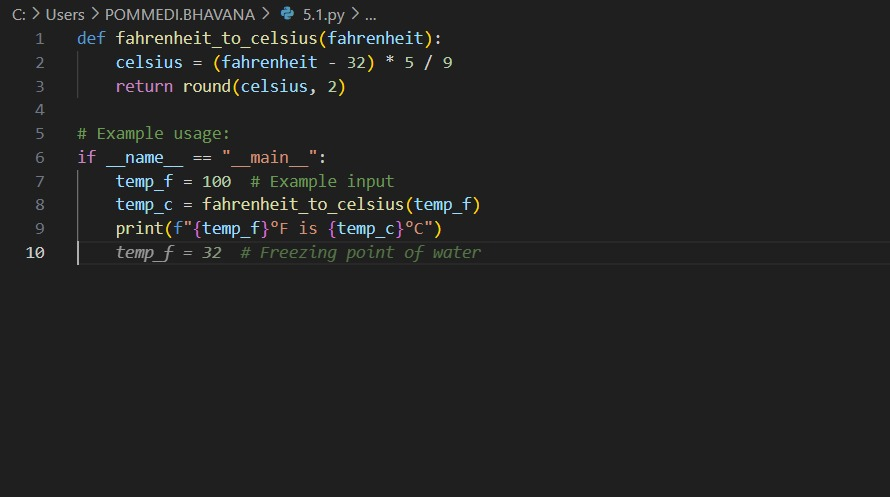 C: > Users > POMMEDI.BHAVANA > 5.1.py > ...
1 def fahrenheit_to_celsius(fahrenheit):
2     celsius = (fahrenheit - 32) * 5 / 9
3     return round(celsius, 2)
4
5 # Example usage:
6 if __name__ == "__main__":
7     temp_f = 100  # Example input
8     temp_c = fahrenheit_to_celsius(temp_f)
9     print(f"{temp_f}°F is {temp_c}°C")
10     temp_f = 32  # Freezing point of water